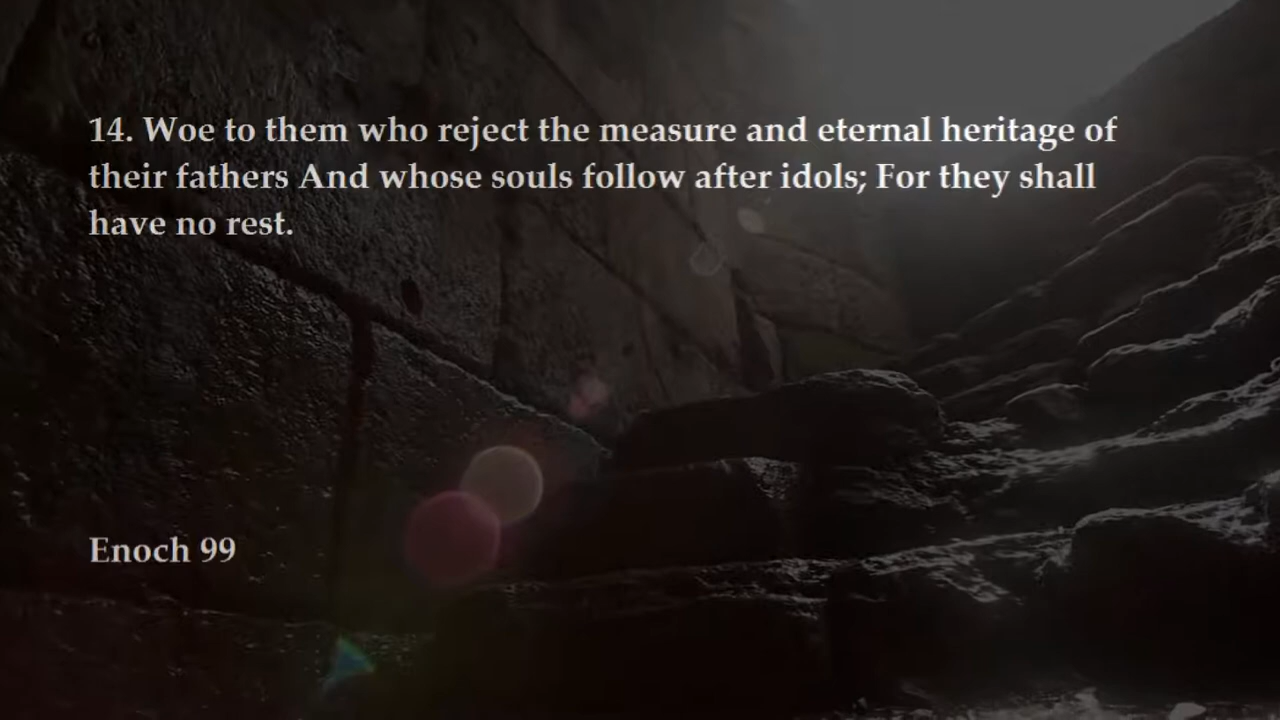 14. Woe to them who reject the measure and eternal heritage of
their fathers And whose souls follow after idols; For they shall
have no rest.
Enoch 99